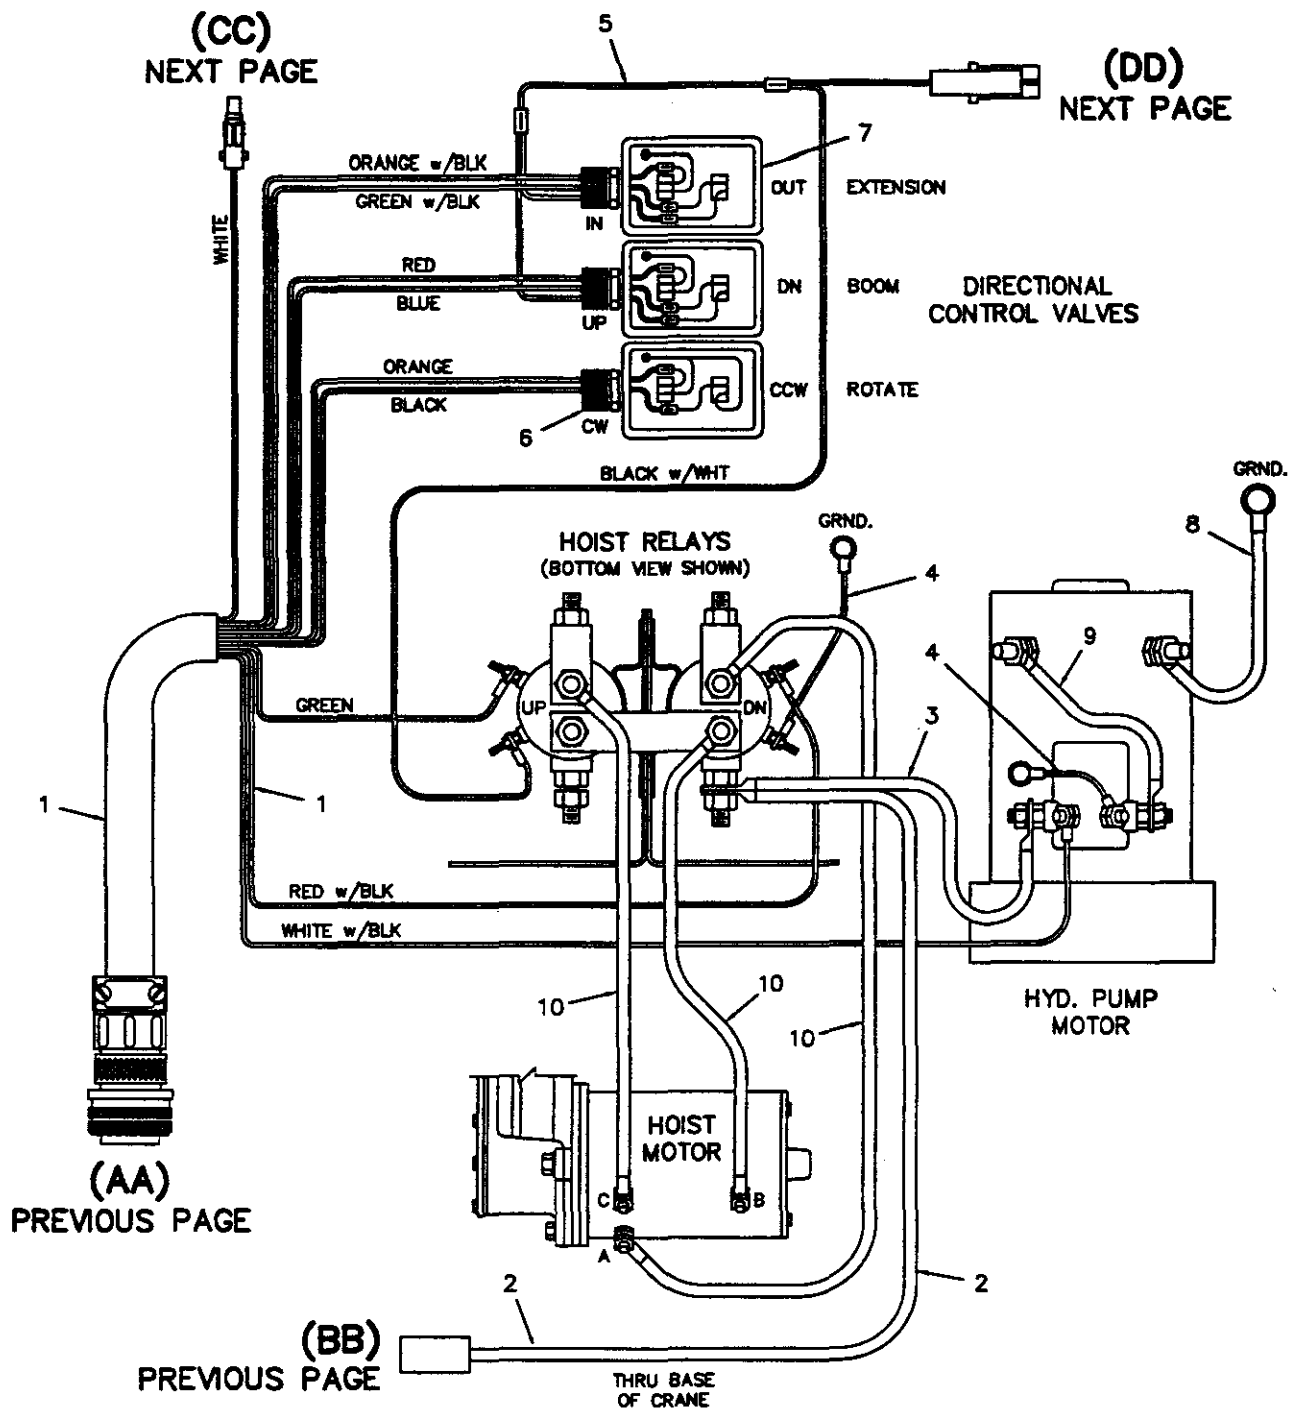 (CC)
NEXT PAGE
5
(DD)
NEXT PAGE
7
ORANGE w/BLK
GREEN w/BLK
WHITE
IN
OUT
EXTENSION
RED
BLUE
UP
DN
BOOM
DIRECTIONAL
CONTROL VALVES
ORANGE
BLACK
6
CW
CCW
ROTATE
BLACK w/WHT
GRND.
8
HOIST RELAYS
(BOTTOM VIEW SHOWN)
GRND.
4
9
4
GREEN
UP
DN
3
1
1
RED w/BLK
WHITE w/BLK
10
10
10
HYD. PUMP
MOTOR
HOIST
MOTOR
C
B
A
(AA)
PREVIOUS PAGE
2
2
(BB)
PREVIOUS PAGE
THRU BASE
OF CRANE